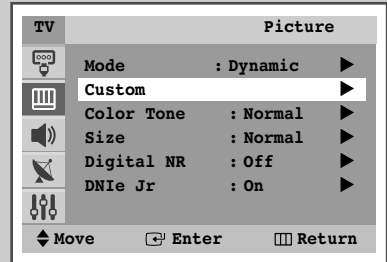 TV Picture
Mode : Dynamic
Custom
Color Tone : Normal
Size : Normal
Digital NR : Off
DNIe Jr : On
Move Enter Return